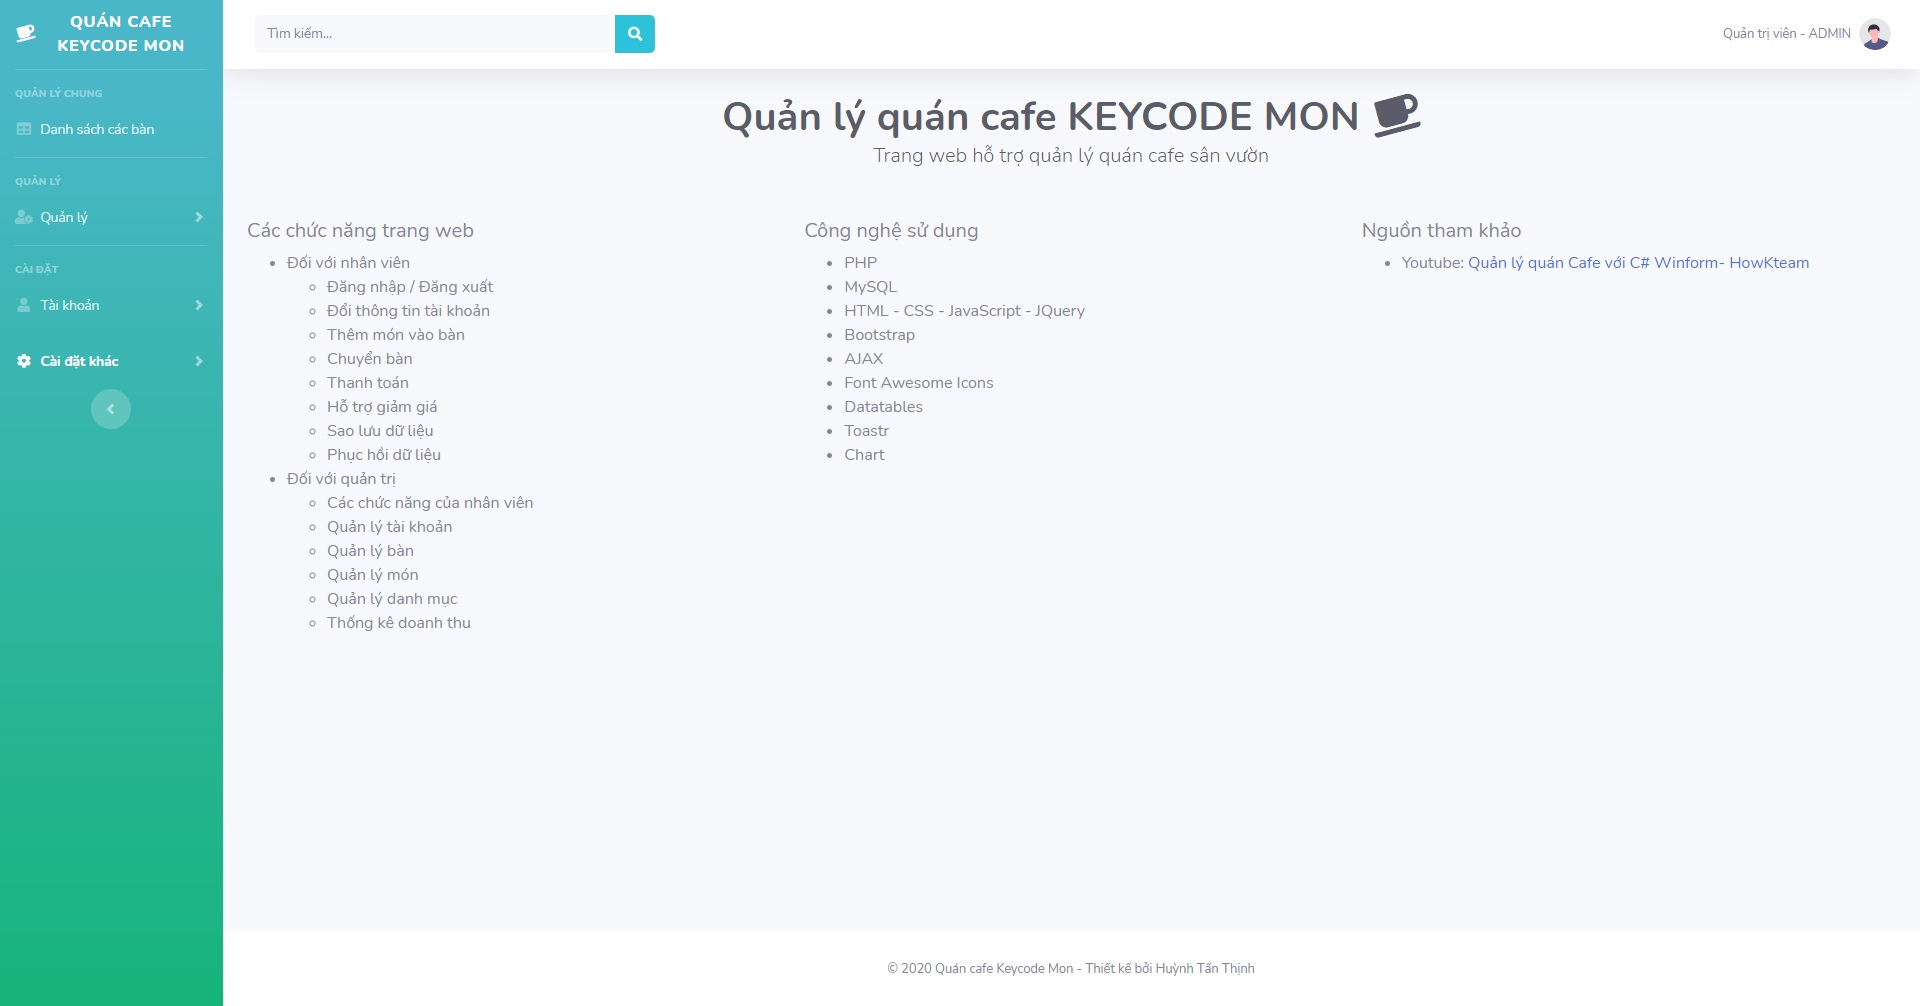 QUÁN CAFE
KEYCODE MON
QUẢN LÝ CHUNG
Danh sách các bàn
QUẢN LÝ
Quản lý
CÀI ĐẶT
Tài khoản
Cài đặt khác
Tìm kiếm...
Quản trị viên - ADMIN
Quản lý quán cafe KEYCODE MON
Trang web hỗ trợ quản lý quán cafe sân vườn
Các chức năng trang web
Đối với nhân viên
Đăng nhập / Đăng xuất
Đổi thông tin tài khoản
Thêm món vào bàn
Chuyển bàn
Thanh toán
Hỗ trợ giảm giá
Sao lưu dữ liệu
Phục hồi dữ liệu
Đối với quản trị
Các chức năng của nhân viên
Quản lý tài khoản
Quản lý bàn
Quản lý món
Quản lý danh mục
Thống kê doanh thu
Công nghệ sử dụng
PHP
MySQL
HTML - CSS - JavaScript - JQuery
Bootstrap
AJAX
Font Awesome Icons
Datatables
Toastr
Chart
Nguồn tham khảo
Youtube: Quản lý quán Cafe với C# Winform- HowKteam
© 2020 Quán cafe Keycode Mon - Thiết kế bởi Huỳnh Tấn Thịnh